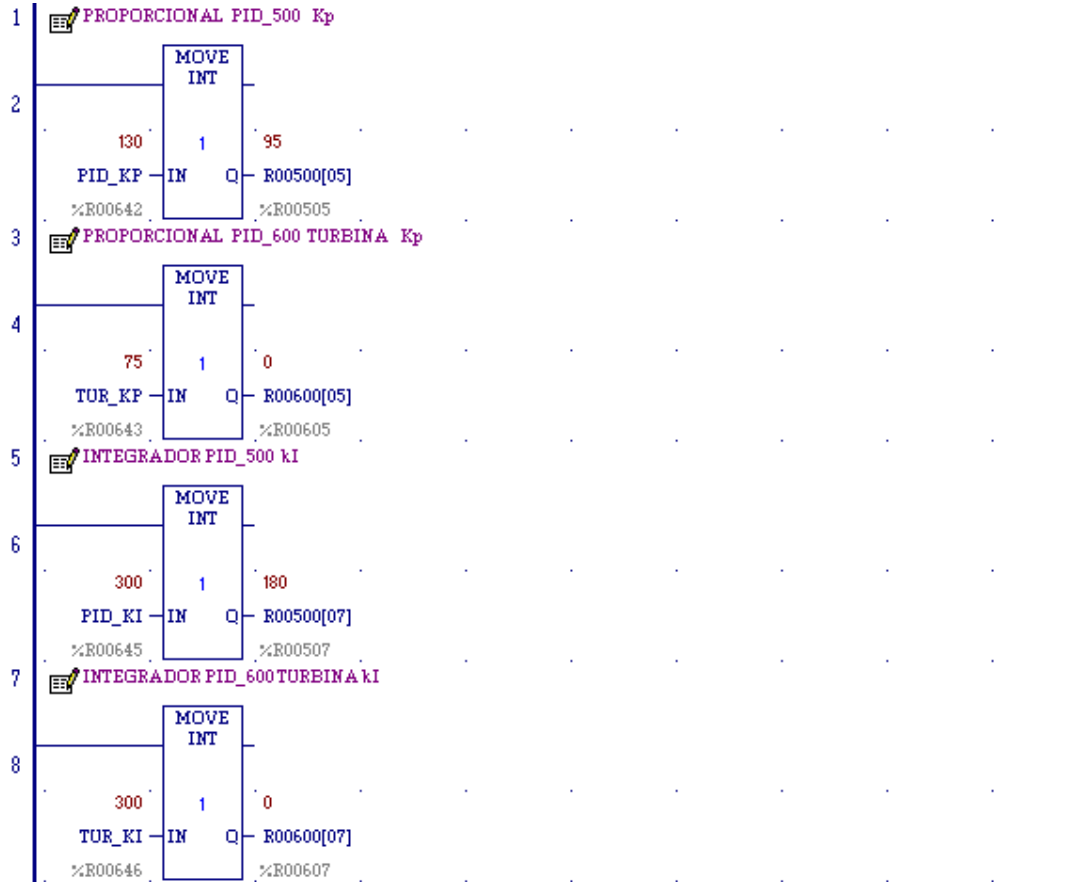 1 PROPORCIONAL PID_500 Kp
MOVE
INT
2
130 1 95
PID_KP IN Q R00500[05]
%R00642 %R00505
3 PROPORCIONAL PID_600 TURBINA Kp
MOVE
INT
4
75 1 0
TUR_KP IN Q R00600[05]
%R00643 %R00605
5 INTEGRADOR PID_500 kI
MOVE
INT
6
300 1 180
PID_KI IN Q R00500[07]
%R00645 %R00507
7 INTEGRADOR PID_600 TURBINA kI
MOVE
INT
8
300 1 0
TUR_KI IN Q R00600[07]
%R00646 %R00607